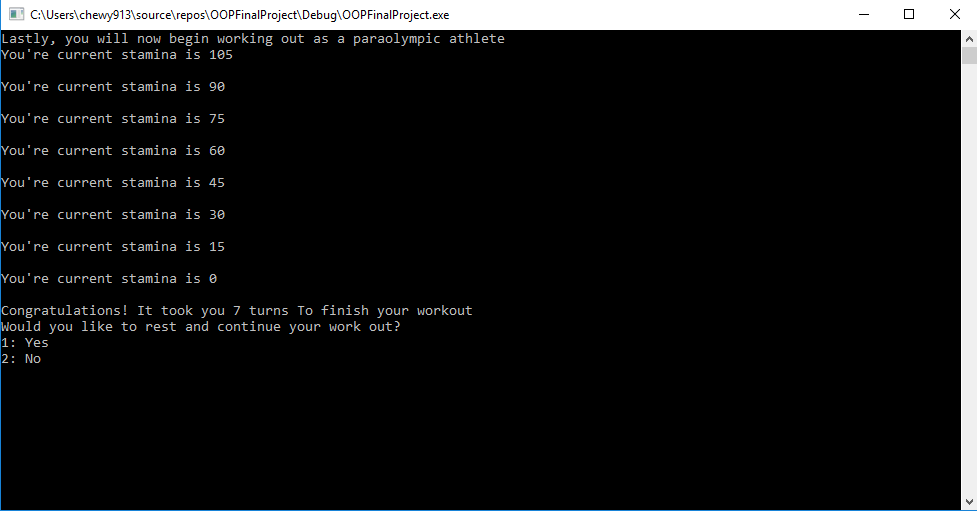 C:\Users\chewy913\source\repos\OOPFinalProject\Debug\OOPFinalProject.exe
Lastly, you will now begin working out as a paraolympic athlete
You're current stamina is 105
You're current stamina is 90
You're current stamina is 75
You're current stamina is 60
You're current stamina is 45
You're current stamina is 30
You're current stamina is 15
You're current stamina is 0
Congratulations! It took you 7 turns To finish your workout
Would you like to rest and continue your work out?
1: Yes
2: No